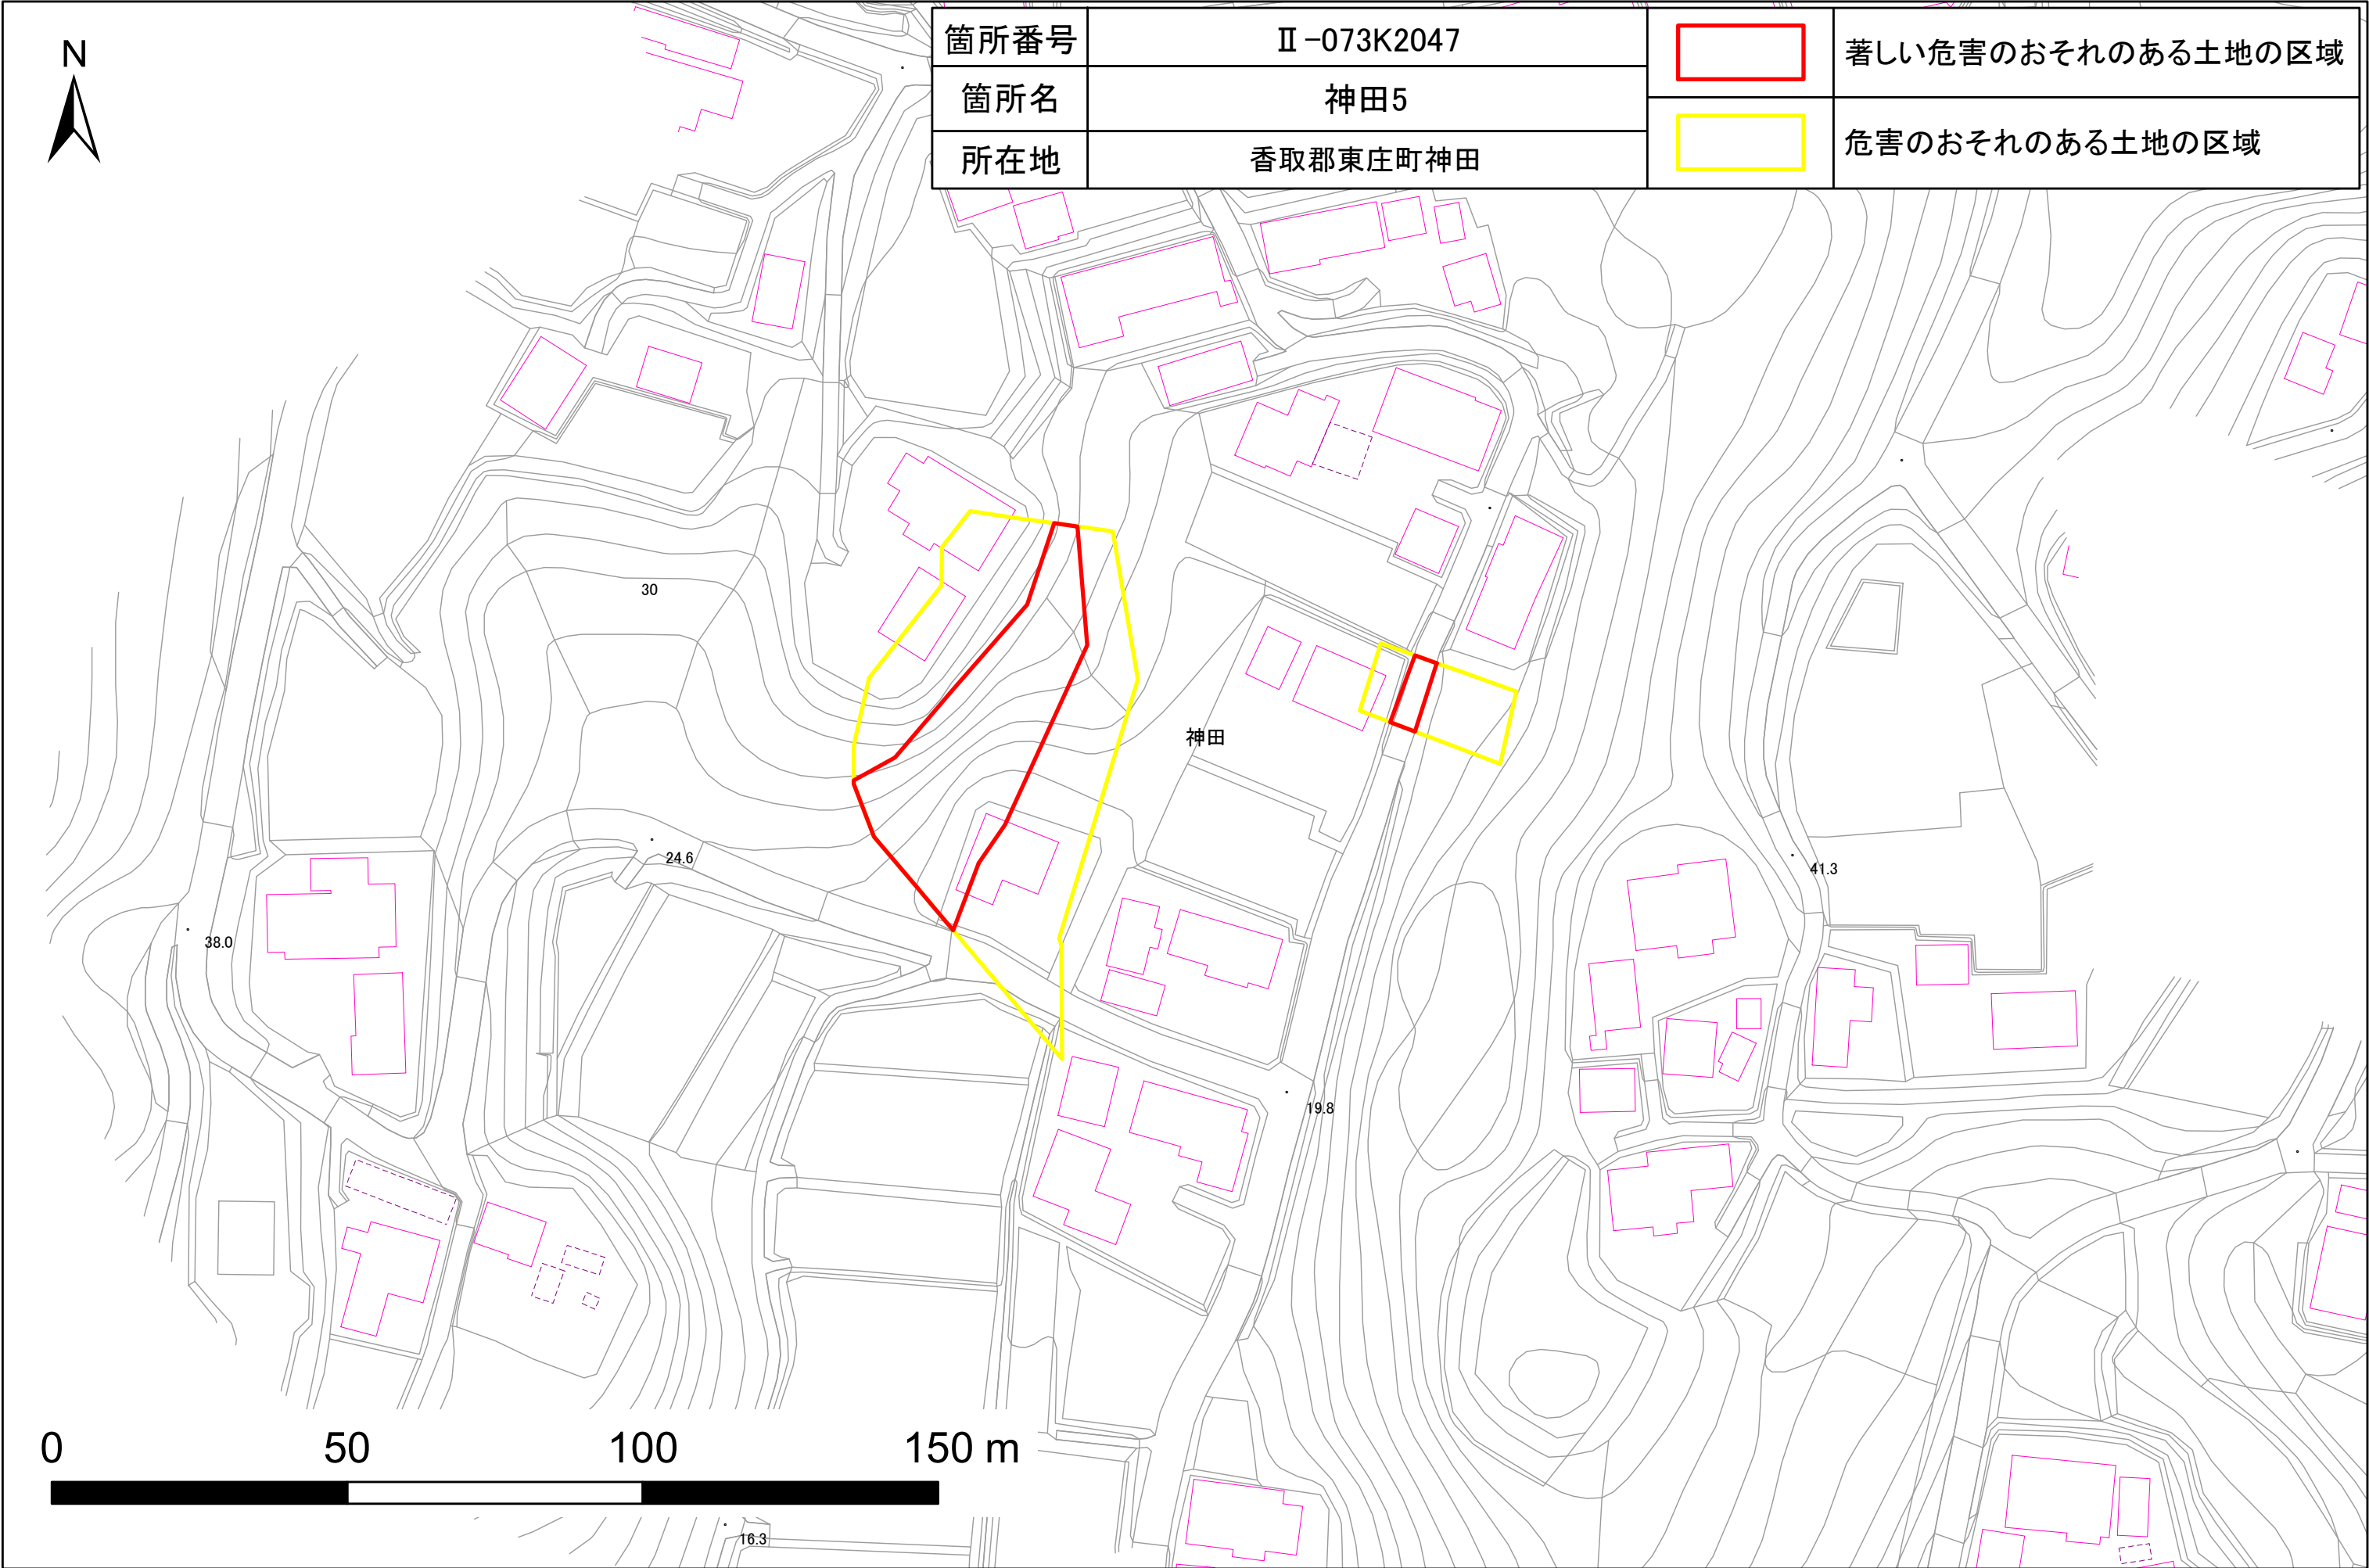 N
箇所番号 Ⅱ-073K2047
箇所名 神田5
所在地 香取郡東庄町神田
著しい危害のおそれのある土地の区域
危害のおそれのある土地の区域
30
神田
24.6
41.3
38.0
19.8
0 50 100 150 m
16.3